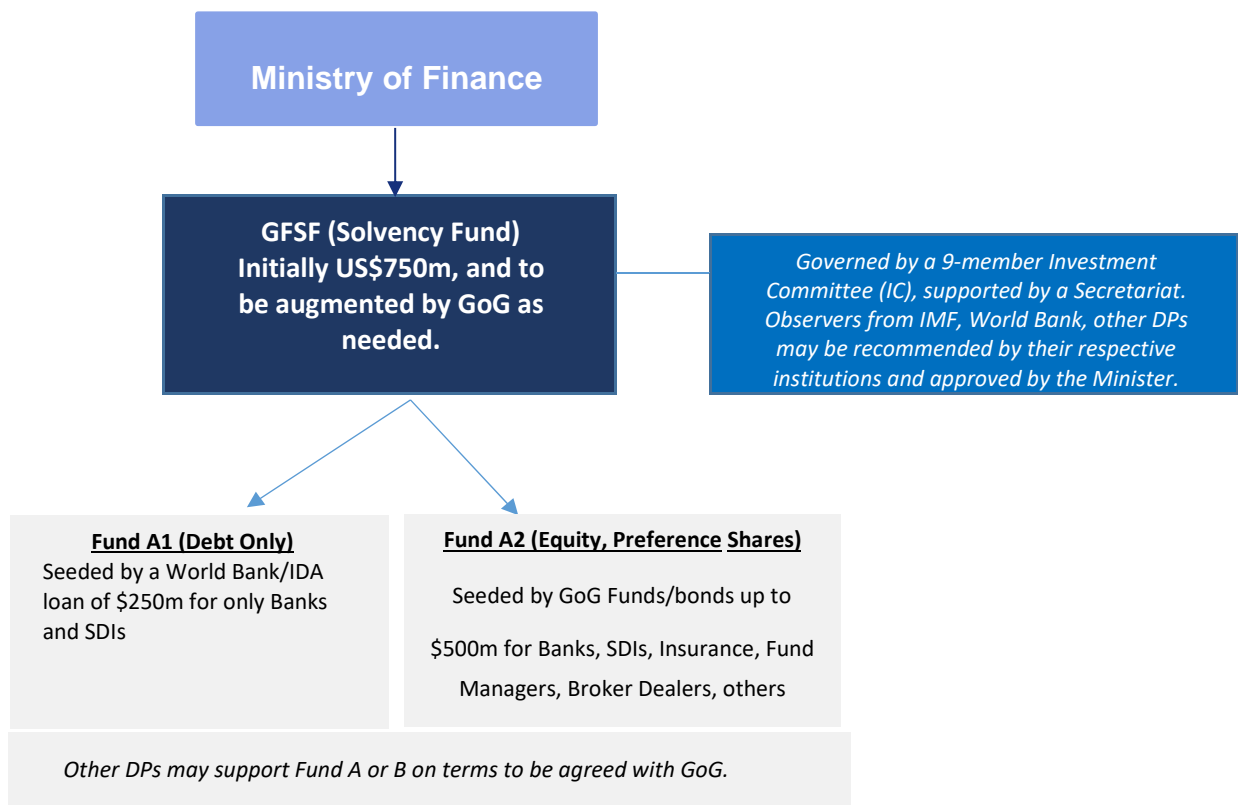 Ministry of Finance
GFSF (Solvency Fund)
Initially US$750m, and to
be augmented by GoG as
needed.
Governed by a 9-member Investment
Committee (IC), supported by a Secretariat.
Observers from IMF, World Bank, other DPs
may be recommended by their respective
institutions and approved by the Minister.
Fund A1 (Debt Only)
Seeded by a World Bank/IDA
loan of $250m for only Banks
and SDIs
Fund A2 (Equity, Preference Shares)
Seeded by GoG Funds/bonds up to
$500m for Banks, SDIs, Insurance, Fund
Managers, Broker Dealers, others
Other DPs may support Fund A or B on terms to be agreed with GoG.